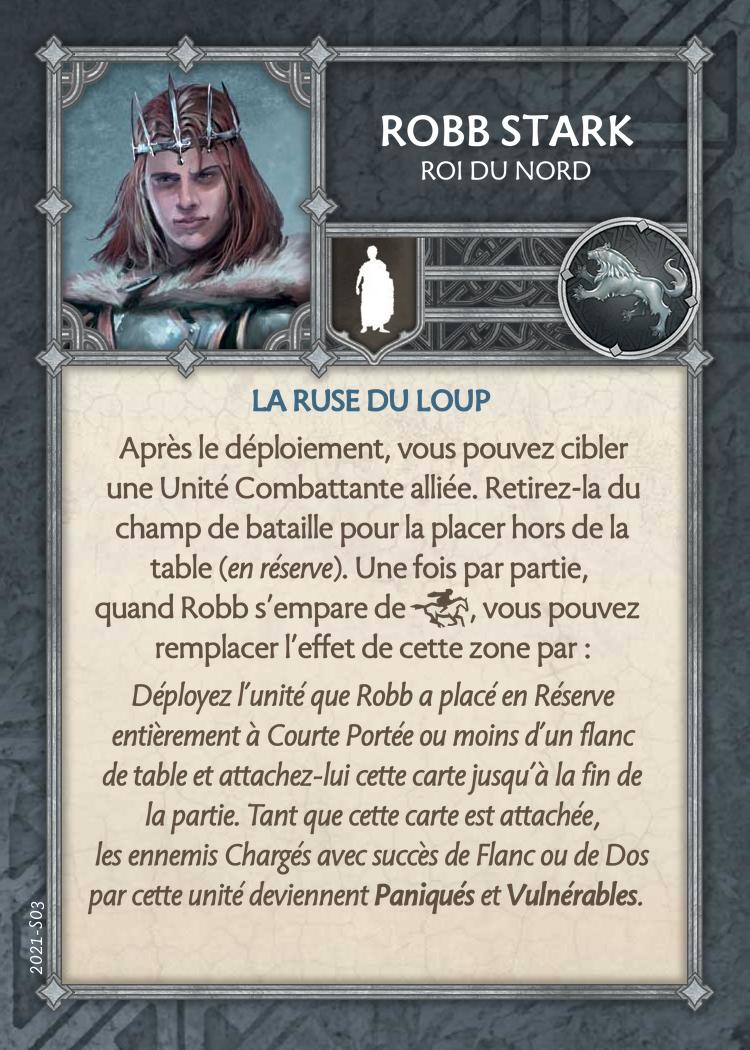 ROBB STARK
ROI DU NORD
LA RUSE DU LOUP
Après le déploiement, vous pouvez cibler
une Unité Combattante alliée. Retirez-la du
champ de bataille pour la placer hors de la
table (en réserve). Une fois par partie,
quand Robb s’empare de , vous pouvez
remplacer l’effet de cette zone par :
Déployez l’unité que Robb a placé en Réserve
entièrement à Courte Portée ou moins d’un flanc
de table et attachez-lui cette carte jusqu’à la fin de
la partie. Tant que cette carte est attachée,
les ennemis Chargés avec succès de Flanc ou de Dos
par cette unité deviennent Paniqués et Vulnérables.
2021-S03